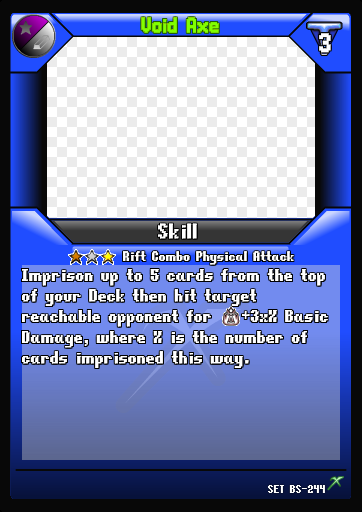 Void Axe
3
Skill
Rift Combo Physical Attack
Imprison up to 5 cards from the top
of your Deck then hit target
reachable opponent for +3xX Basic
Damage, where X is the number of
cards imprisoned this way.
SET BS-244